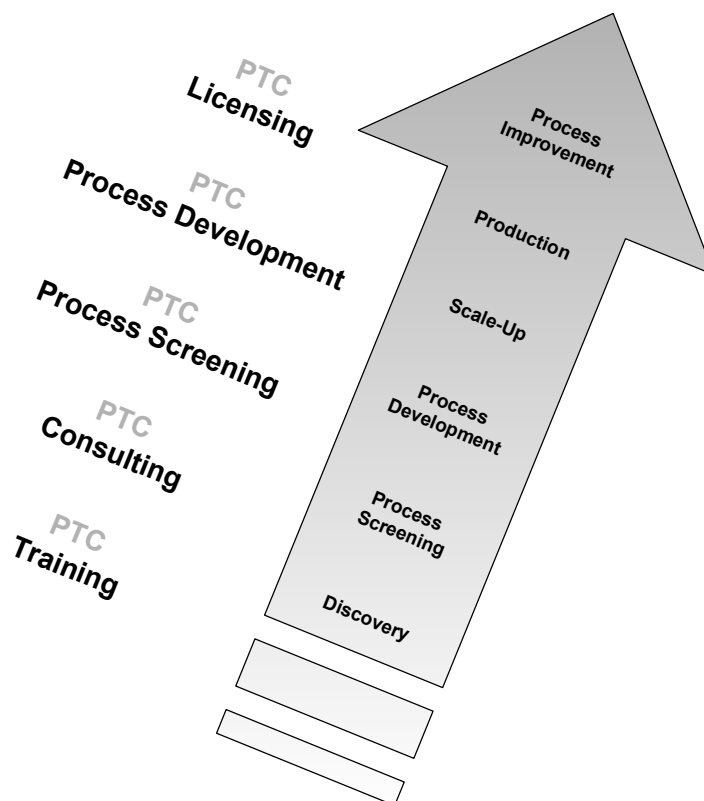 PTC
Licensing
PTC
Process Development
PTC
Process Screening
PTC
Consulting
PTC
Training
Process
Improvement
Production
Scale-Up
Process
Development
Process
Screening
Discovery